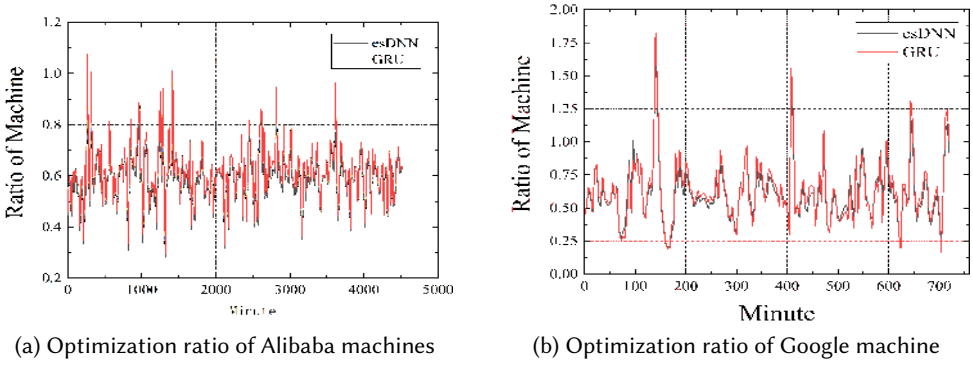 1.2
1.0
0.8
0.6
0.4
0.2
Ratio of Machine
esDNN
GRU
0 1000 2000 3000 4000 5000
Minute
(a) Optimization ratio of Alibaba machines
2.00
1.75
1.50
1.25
1.00
0.75
0.50
0.25
0.00
Ratio of Machine
esDNN
GRU
0 100 200 300 400 500 600 700
Minute
(b) Optimization ratio of Google machine